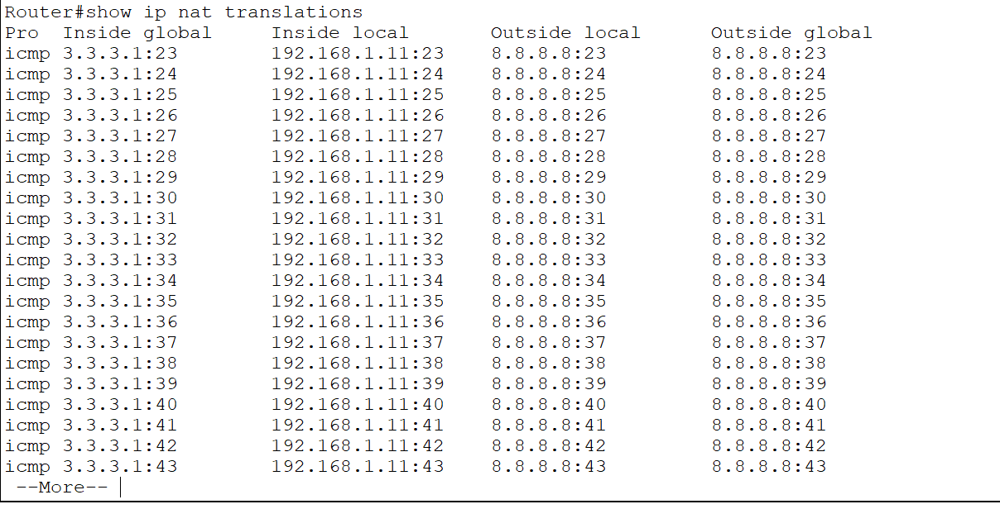 Router#show ip nat translations
Pro  Inside global     Inside local       Outside local      Outside global
icmp 3.3.3.1:23        192.168.1.11:23    8.8.8.8:23         8.8.8.8:23
icmp 3.3.3.1:24        192.168.1.11:24    8.8.8.8:24         8.8.8.8:24
icmp 3.3.3.1:25        192.168.1.11:25    8.8.8.8:25         8.8.8.8:25
icmp 3.3.3.1:26        192.168.1.11:26    8.8.8.8:26         8.8.8.8:26
icmp 3.3.3.1:27        192.168.1.11:27    8.8.8.8:27         8.8.8.8:27
icmp 3.3.3.1:28        192.168.1.11:28    8.8.8.8:28         8.8.8.8:28
icmp 3.3.3.1:29        192.168.1.11:29    8.8.8.8:29         8.8.8.8:29
icmp 3.3.3.1:30        192.168.1.11:30    8.8.8.8:30         8.8.8.8:30
icmp 3.3.3.1:31        192.168.1.11:31    8.8.8.8:31         8.8.8.8:31
icmp 3.3.3.1:32        192.168.1.11:32    8.8.8.8:32         8.8.8.8:32
icmp 3.3.3.1:33        192.168.1.11:33    8.8.8.8:33         8.8.8.8:33
icmp 3.3.3.1:34        192.168.1.11:34    8.8.8.8:34         8.8.8.8:34
icmp 3.3.3.1:35        192.168.1.11:35    8.8.8.8:35         8.8.8.8:35
icmp 3.3.3.1:36        192.168.1.11:36    8.8.8.8:36         8.8.8.8:36
icmp 3.3.3.1:37        192.168.1.11:37    8.8.8.8:37         8.8.8.8:37
icmp 3.3.3.1:38        192.168.1.11:38    8.8.8.8:38         8.8.8.8:38
icmp 3.3.3.1:39        192.168.1.11:39    8.8.8.8:39         8.8.8.8:39
icmp 3.3.3.1:40        192.168.1.11:40    8.8.8.8:40         8.8.8.8:40
icmp 3.3.3.1:41        192.168.1.11:41    8.8.8.8:41         8.8.8.8:41
icmp 3.3.3.1:42        192.168.1.11:42    8.8.8.8:42         8.8.8.8:42
icmp 3.3.3.1:43        192.168.1.11:43    8.8.8.8:43         8.8.8.8:43
 --More--